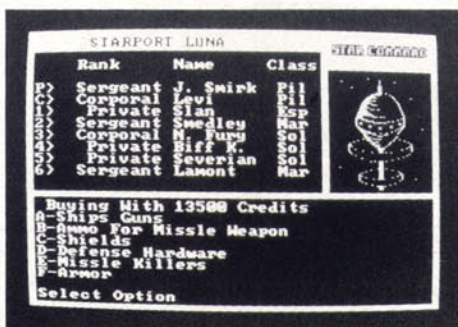 STARPORT LUNA
STAR COMMAND
Rank Name Class
P> Sergeant J. Smirk Pil
C> Corporal Levi Pil
1> Private Slan Esp
2> Sergeant Smedley Mar
3> Corporal N. Fury Sol
4> Private Biff K. Sol
5> Private Severian Sol
6> Sergeant Lamont Mar
Buying With 13500 Credits
A-Ships Guns
B-Ammo For Missle Weapon
C-Shields
D-Defense Hardware
E-Missle Killers
F-Armor
Select Option